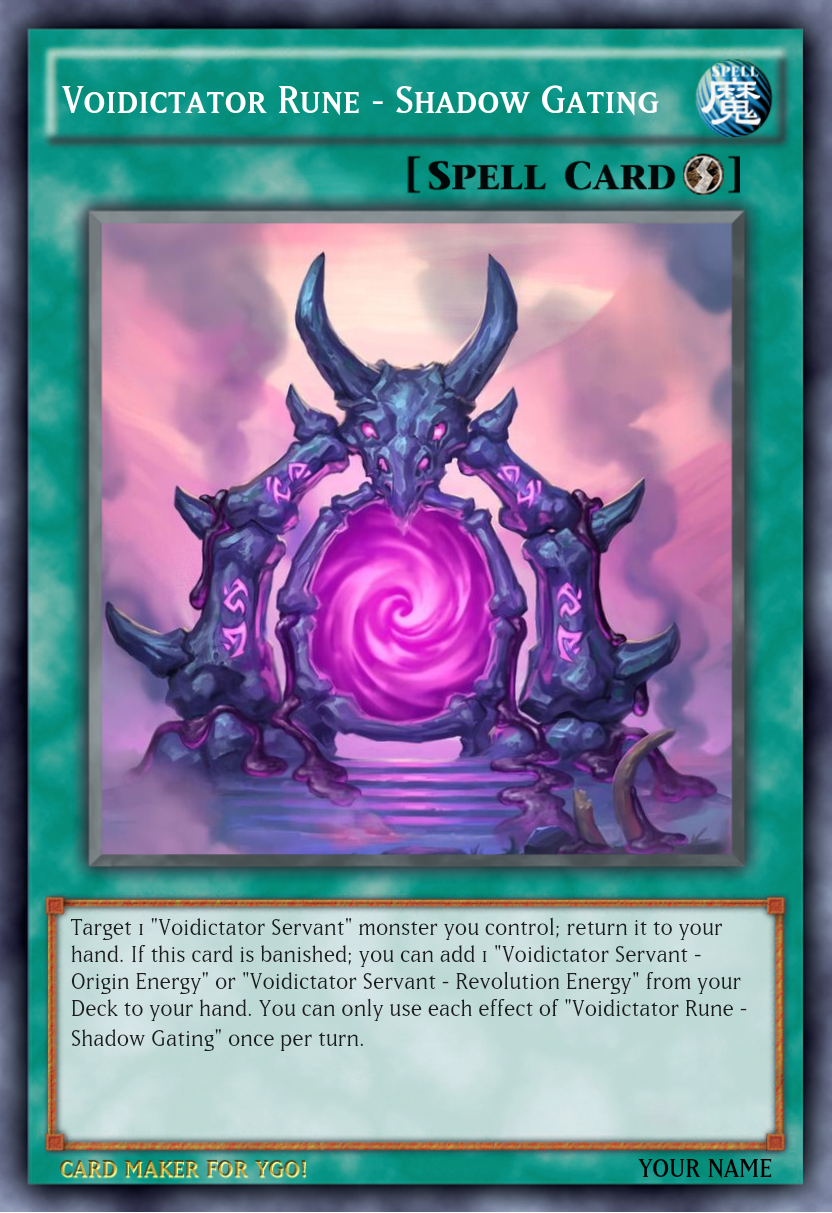 Voidictator Rune - Shadow Gating
SPELL
魔
[Spell Card]
Target 1 "Voidictator Servant" monster you control; return it to your
hand. If this card is banished; you can add 1 "Voidictator Servant -
Origin Energy" or "Voidictator Servant - Revolution Energy" from your
Deck to your hand. You can only use each effect of "Voidictator Rune -
Shadow Gating" once per turn.
CARD MAKER FOR YGO!
YOUR NAME